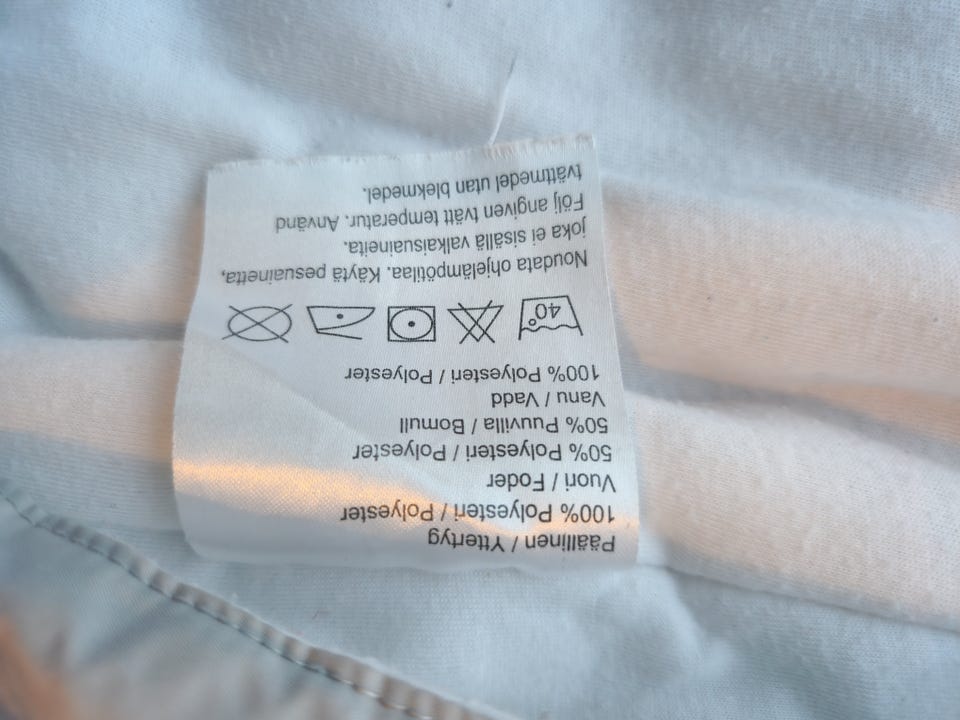 Päällinen / Yttertyg
100% Polyesteri / Polyester
Vuori / Foder
50% Polyesteri / Polyester
50% Puuvilla / Bomull
Vanu / Vadd
100% Polyesteri / Polyester
40°
Noudata ohjelämpötilaa. Käytä pesuainetta,
joka ei sisällä valkaisuaineita.
Följ angiven tvätt temperatur. Använd
tvättmedel utan blekmedel.